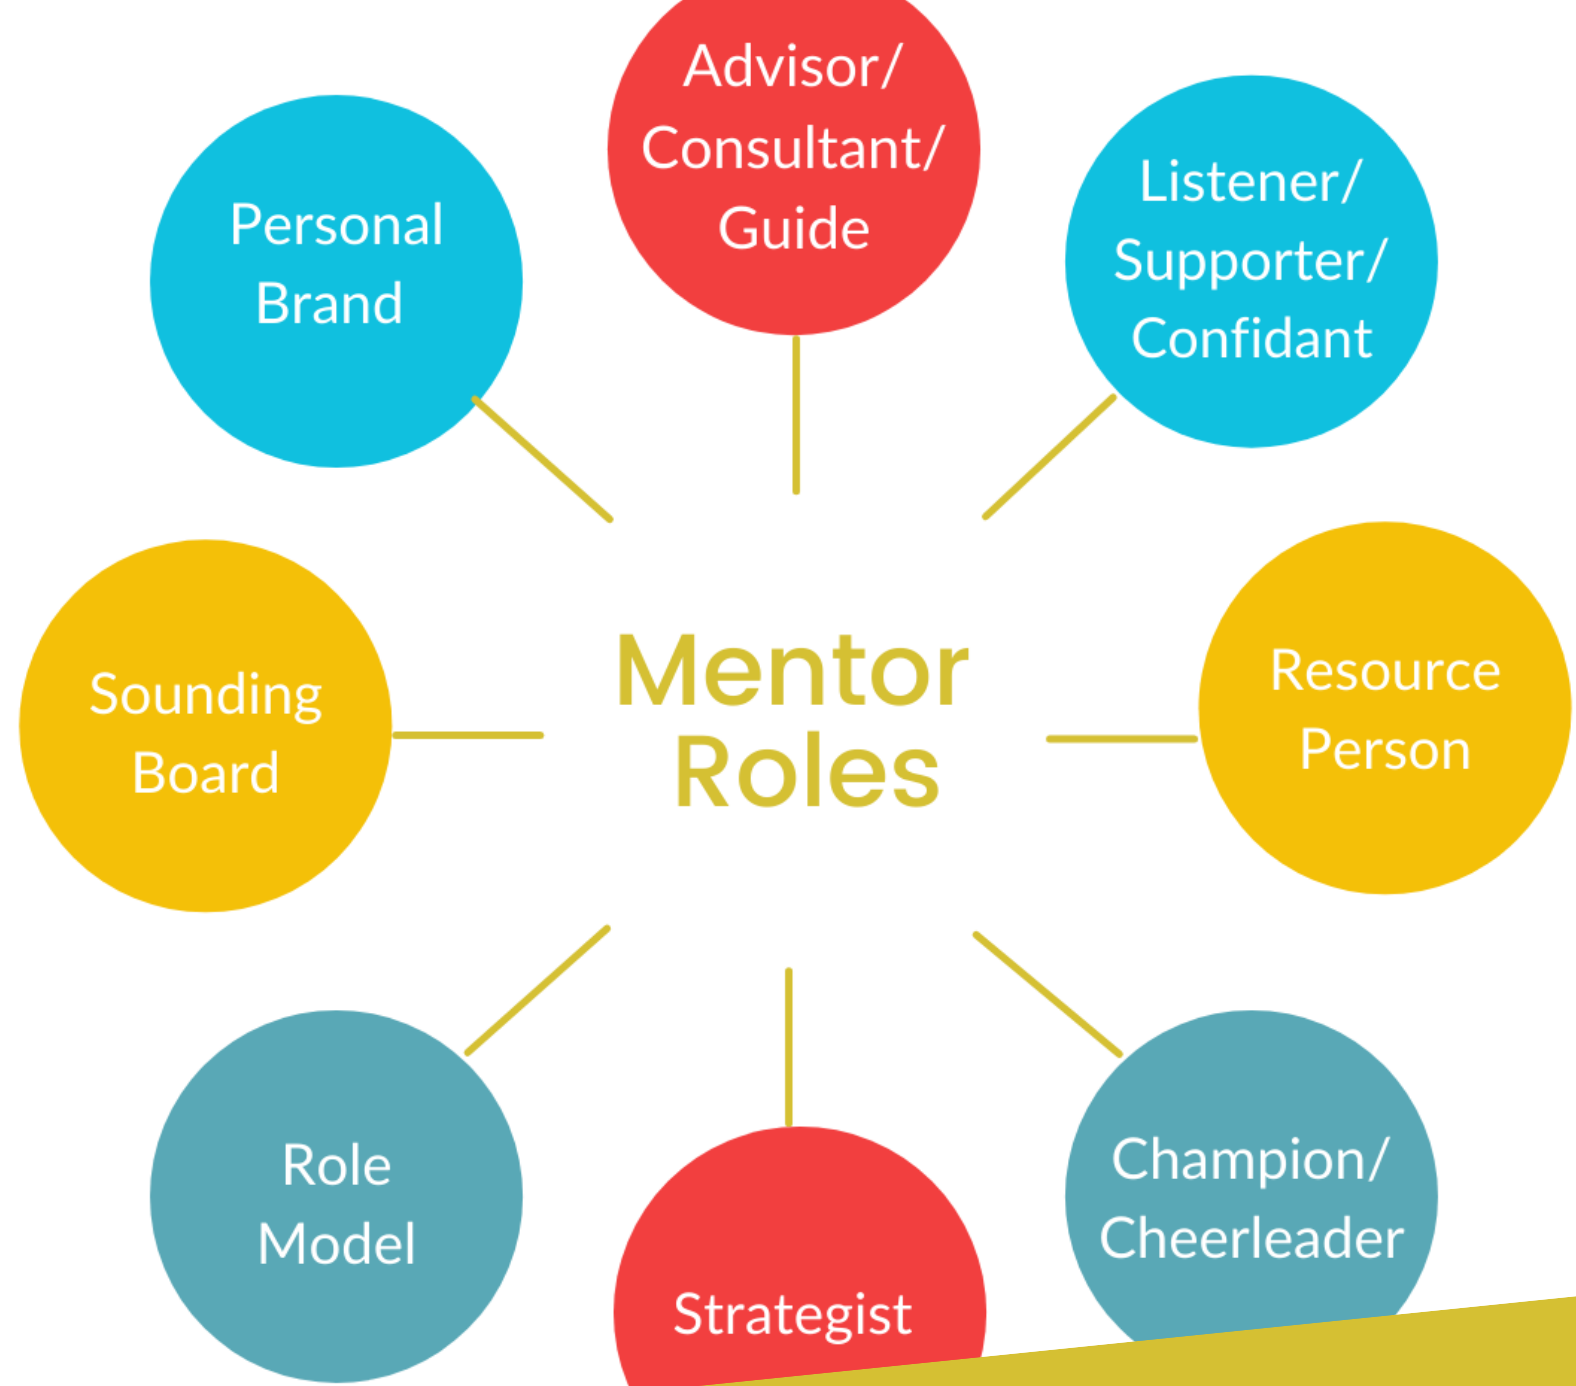 Advisor/
Consultant/
Guide
Listener/
Supporter/
Confidant
Resource
Person
Champion/
Cheerleader
Strategist
Role
Model
Sounding
Board
Personal
Brand
Mentor
Roles